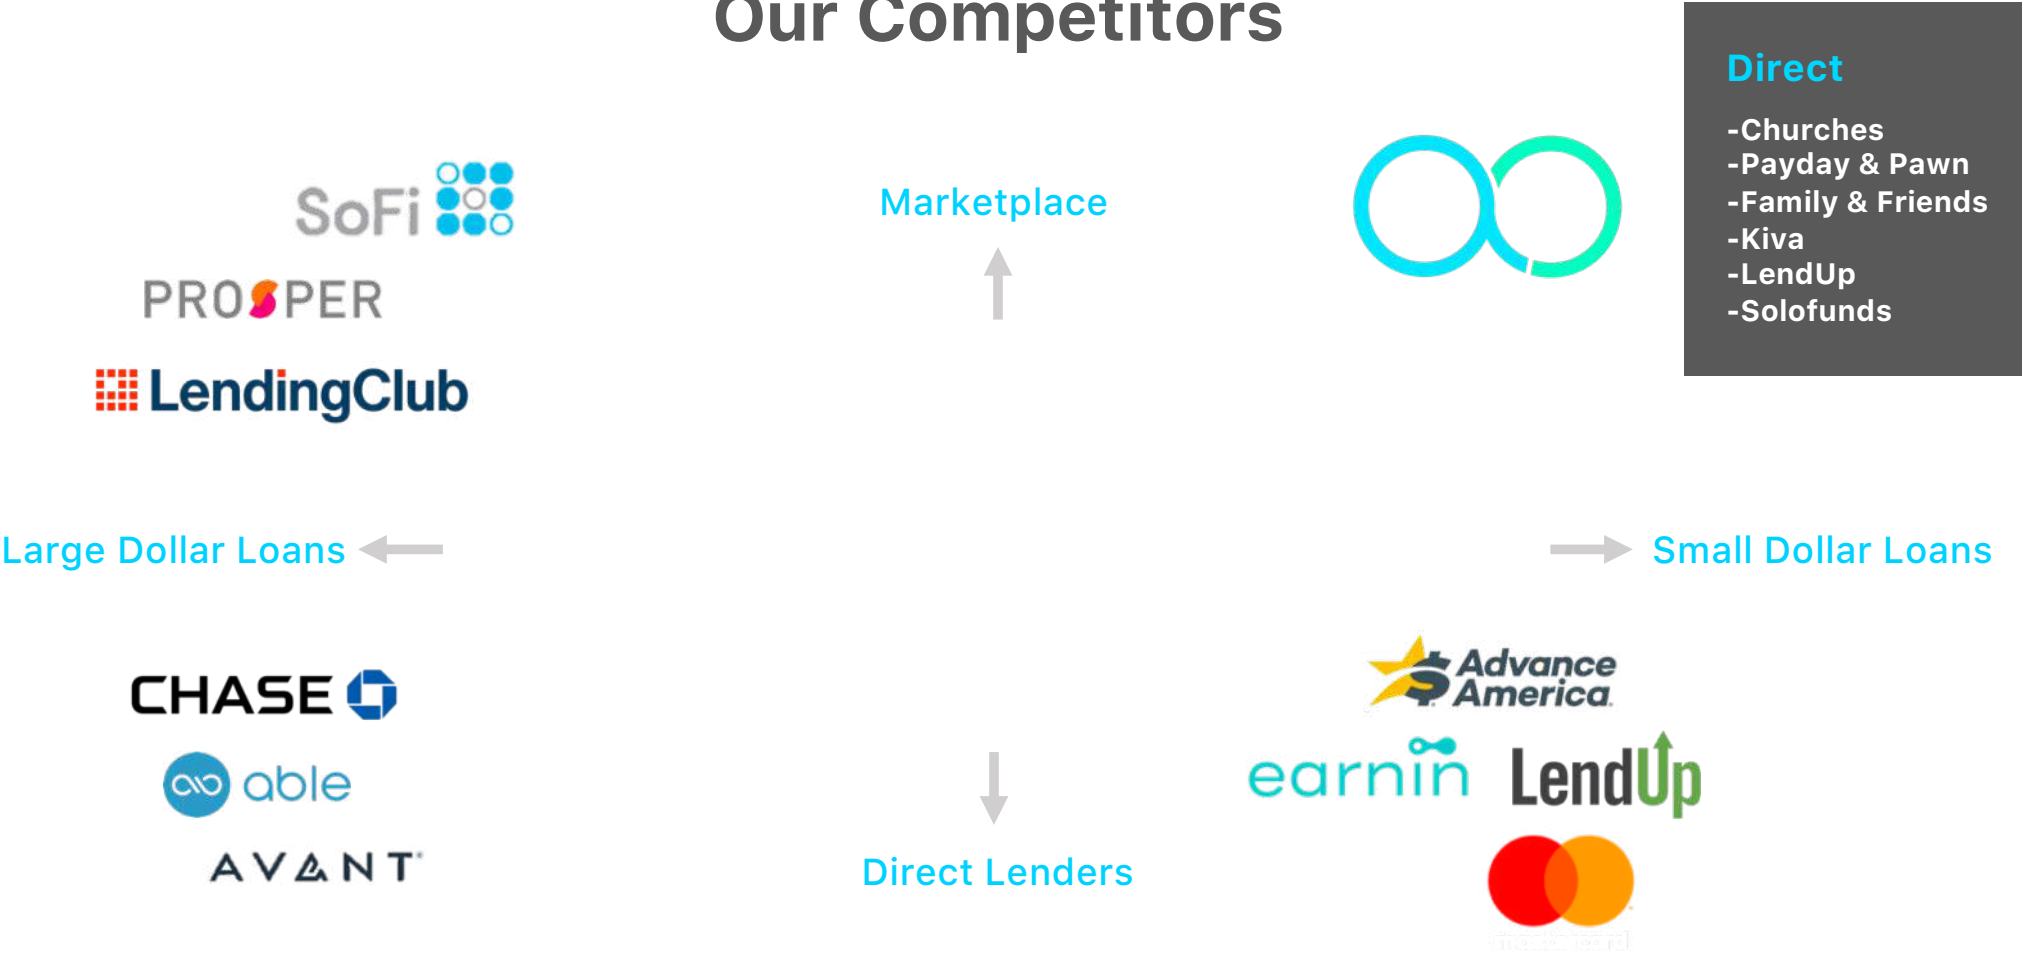 Our Competitors
Direct
-Churches
-Payday & Pawn
-Family & Friends
-Kiva
-LendUp
-Solofunds
SoFi
Marketplace
PROSPER
LendingClub
Large Dollar Loans
Small Dollar Loans
CHASE
able
AVANT
Advance
America
earnin
LendUp
Direct Lenders